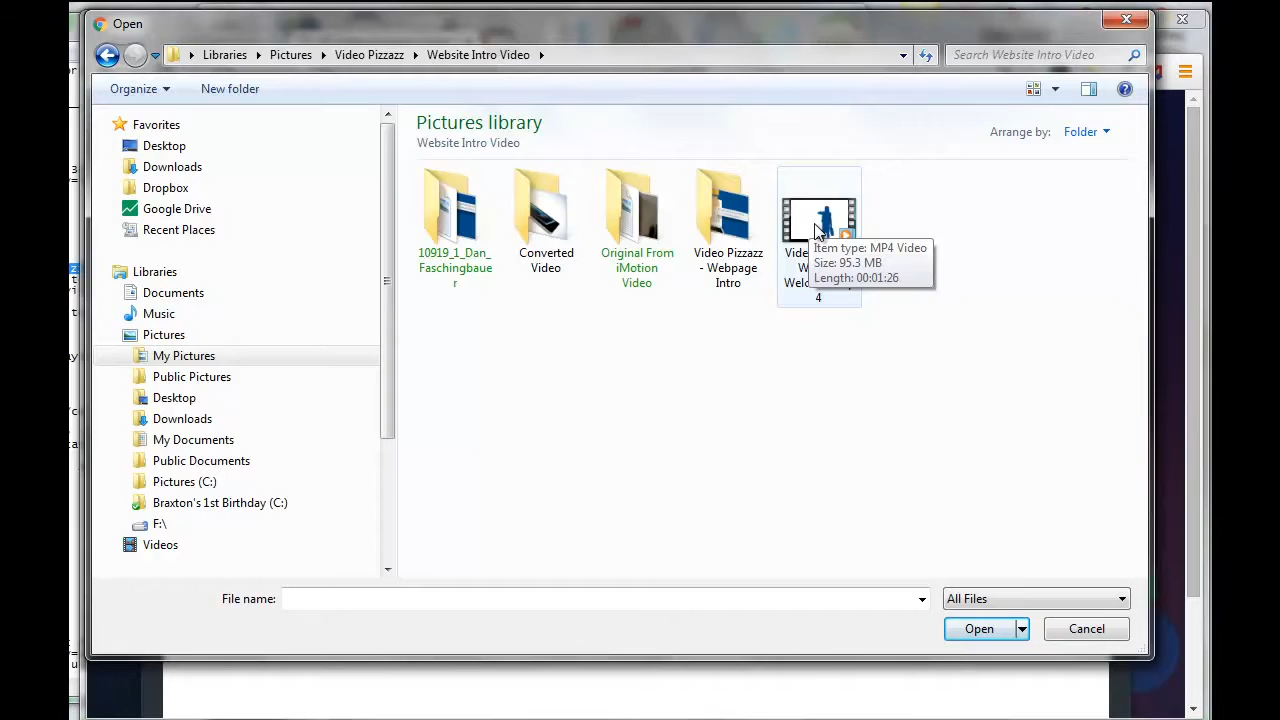 Open
Libraries Pictures Video Pizzazz Website Intro Video
Search Website Intro Video
Organize New folder
Favorites
Desktop
Downloads
Dropbox
Google Drive
Recent Places
Libraries
Documents
Music
Pictures
My Pictures
Public Pictures
Desktop
Downloads
My Documents
Public Documents
Pictures (C:)
Braxton's 1st Birthday (C:)
F:\
Videos
Pictures library
Website Intro Video
Arrange by: Folder
10919_1_Dan_
Faschingbaue
r
Converted
Video
Original From
iMotion
Video
Video Pizzazz
- Webpage
Intro
4
Item type: MP4 Video
Size: 95.3 MB
Length: 00:01:26
File name:
All Files
Open
Cancel